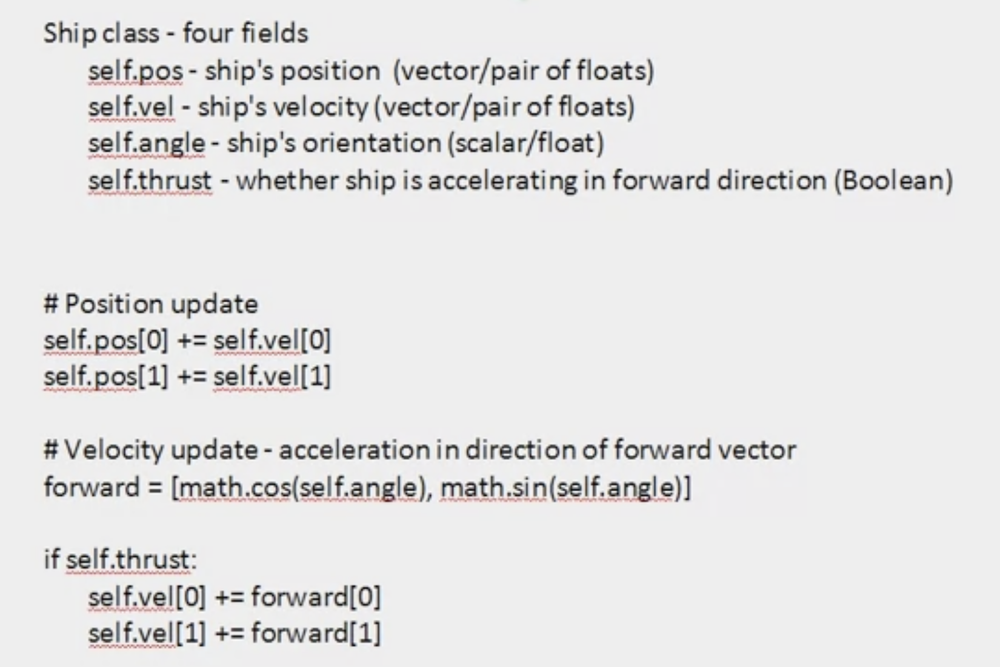 Ship class - four fields
self.pos - ship's position (vector/pair of floats)
self.vel - ship's velocity (vector/pair of floats)
self.angle - ship's orientation (scalar/float)
self.thrust - whether ship is accelerating in forward direction (Boolean)
# Position update
self.pos[0] += self.vel[0]
self.pos[1] += self.vel[1]
# Velocity update - acceleration in direction of forward vector
forward = [math.cos(self.angle), math.sin(self.angle)]
if self.thrust:
self.vel[0] += forward[0]
self.vel[1] += forward[1]